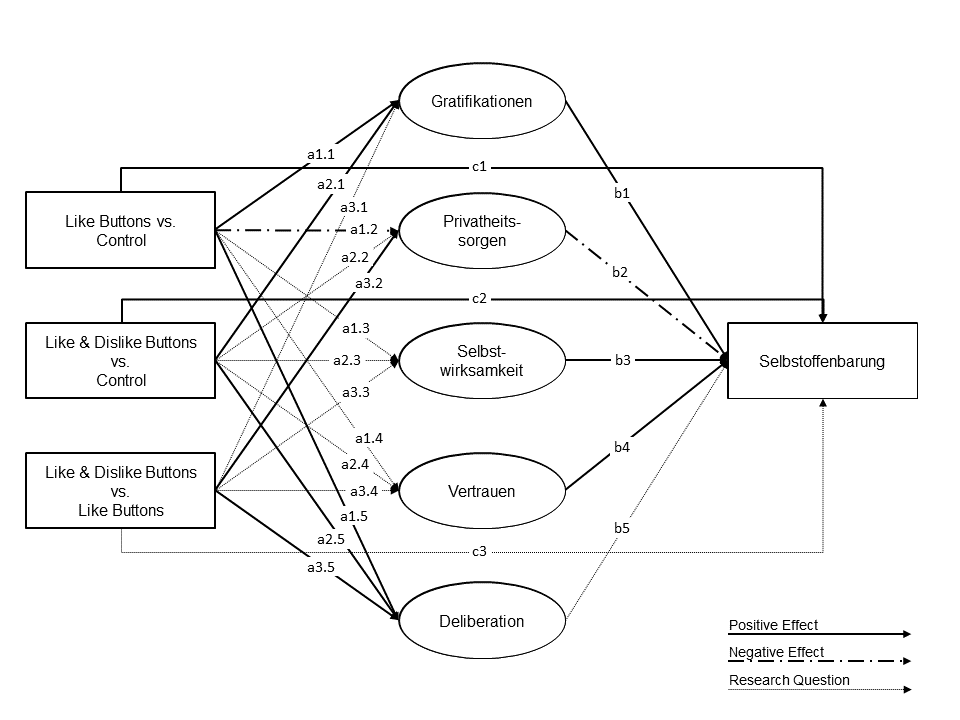 Gratifikationen
a1.1
c1
a2.1
b1
a3.1
Like Buttons vs.
Control
Privatheits-
sorgen
a1.2
a2.2
b2
a3.2
c2
a1.3
Like & Dislike Buttons
vs.
Control
Selbst-
wirksamkeit
a2.3
b3
Selbstoffenbarung
a3.3
a1.4
b4
a2.4
Like & Dislike Buttons
vs.
Like Buttons
Vertrauen
a3.4
a1.5
b5
a2.5
c3
a3.5
Deliberation
Positive Effect
Negative Effect
Research Question